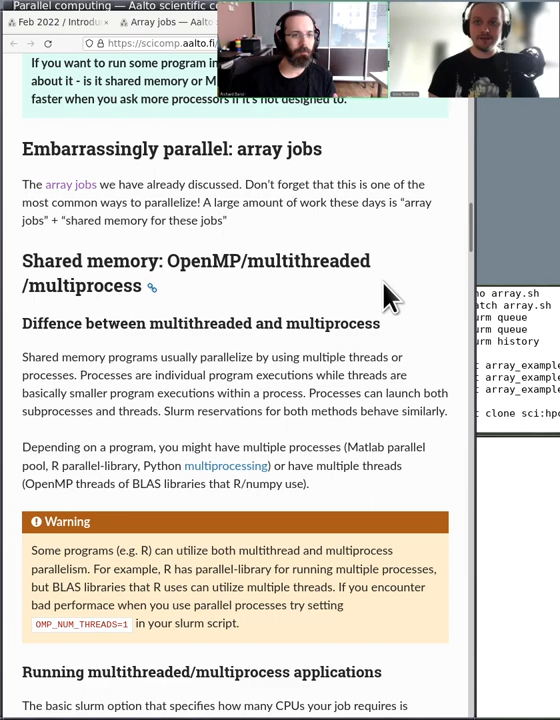 Parallel computing — Aalto scientific co
Feb 2022 / Introdu
Array jobs — Aalto
https://scicomp.aalto.fi/
If you want to run some program in
about it - is it shared memory or M
faster when you ask more processors if it's not designed to.
Embarrassingly parallel: array jobs
The array jobs we have already discussed. Don't forget that this is one of the
most common ways to parallelize! A large amount of work these days is “array
jobs” + “shared memory for these jobs”
Shared memory: OpenMP/multithreaded
/multiprocess
Diffence between multithreaded and multiprocess
Shared memory programs usually parallelize by using multiple threads or
processes. Processes are individual program executions while threads are
basically smaller program executions within a process. Processes can launch both
subprocesses and threads. Slurm reservations for both methods behave similarly.
Depending on a program, you might have multiple processes (Matlab parallel
pool, R parallel-library, Python multiprocessing) or have multiple threads
(OpenMP threads of BLAS libraries that R/numpy use).
Warning
Some programs (e.g. R) can utilize both multithread and multiprocess
parallelism. For example, R has parallel-library for running multiple processes,
but BLAS libraries that R uses can utilize multiple threads. If you encounter
bad performace when you use parallel processes try setting
OMP_NUM_THREADS=1 in your slurm script.
Running multithreaded/multiprocess applications
The basic slurm option that specifies how many CPUs your job requires is
no array.sh
atch array.sh
urm queue
urm queue
urm history
t array_example
t array_example
t array_example
t clone sci:hpc